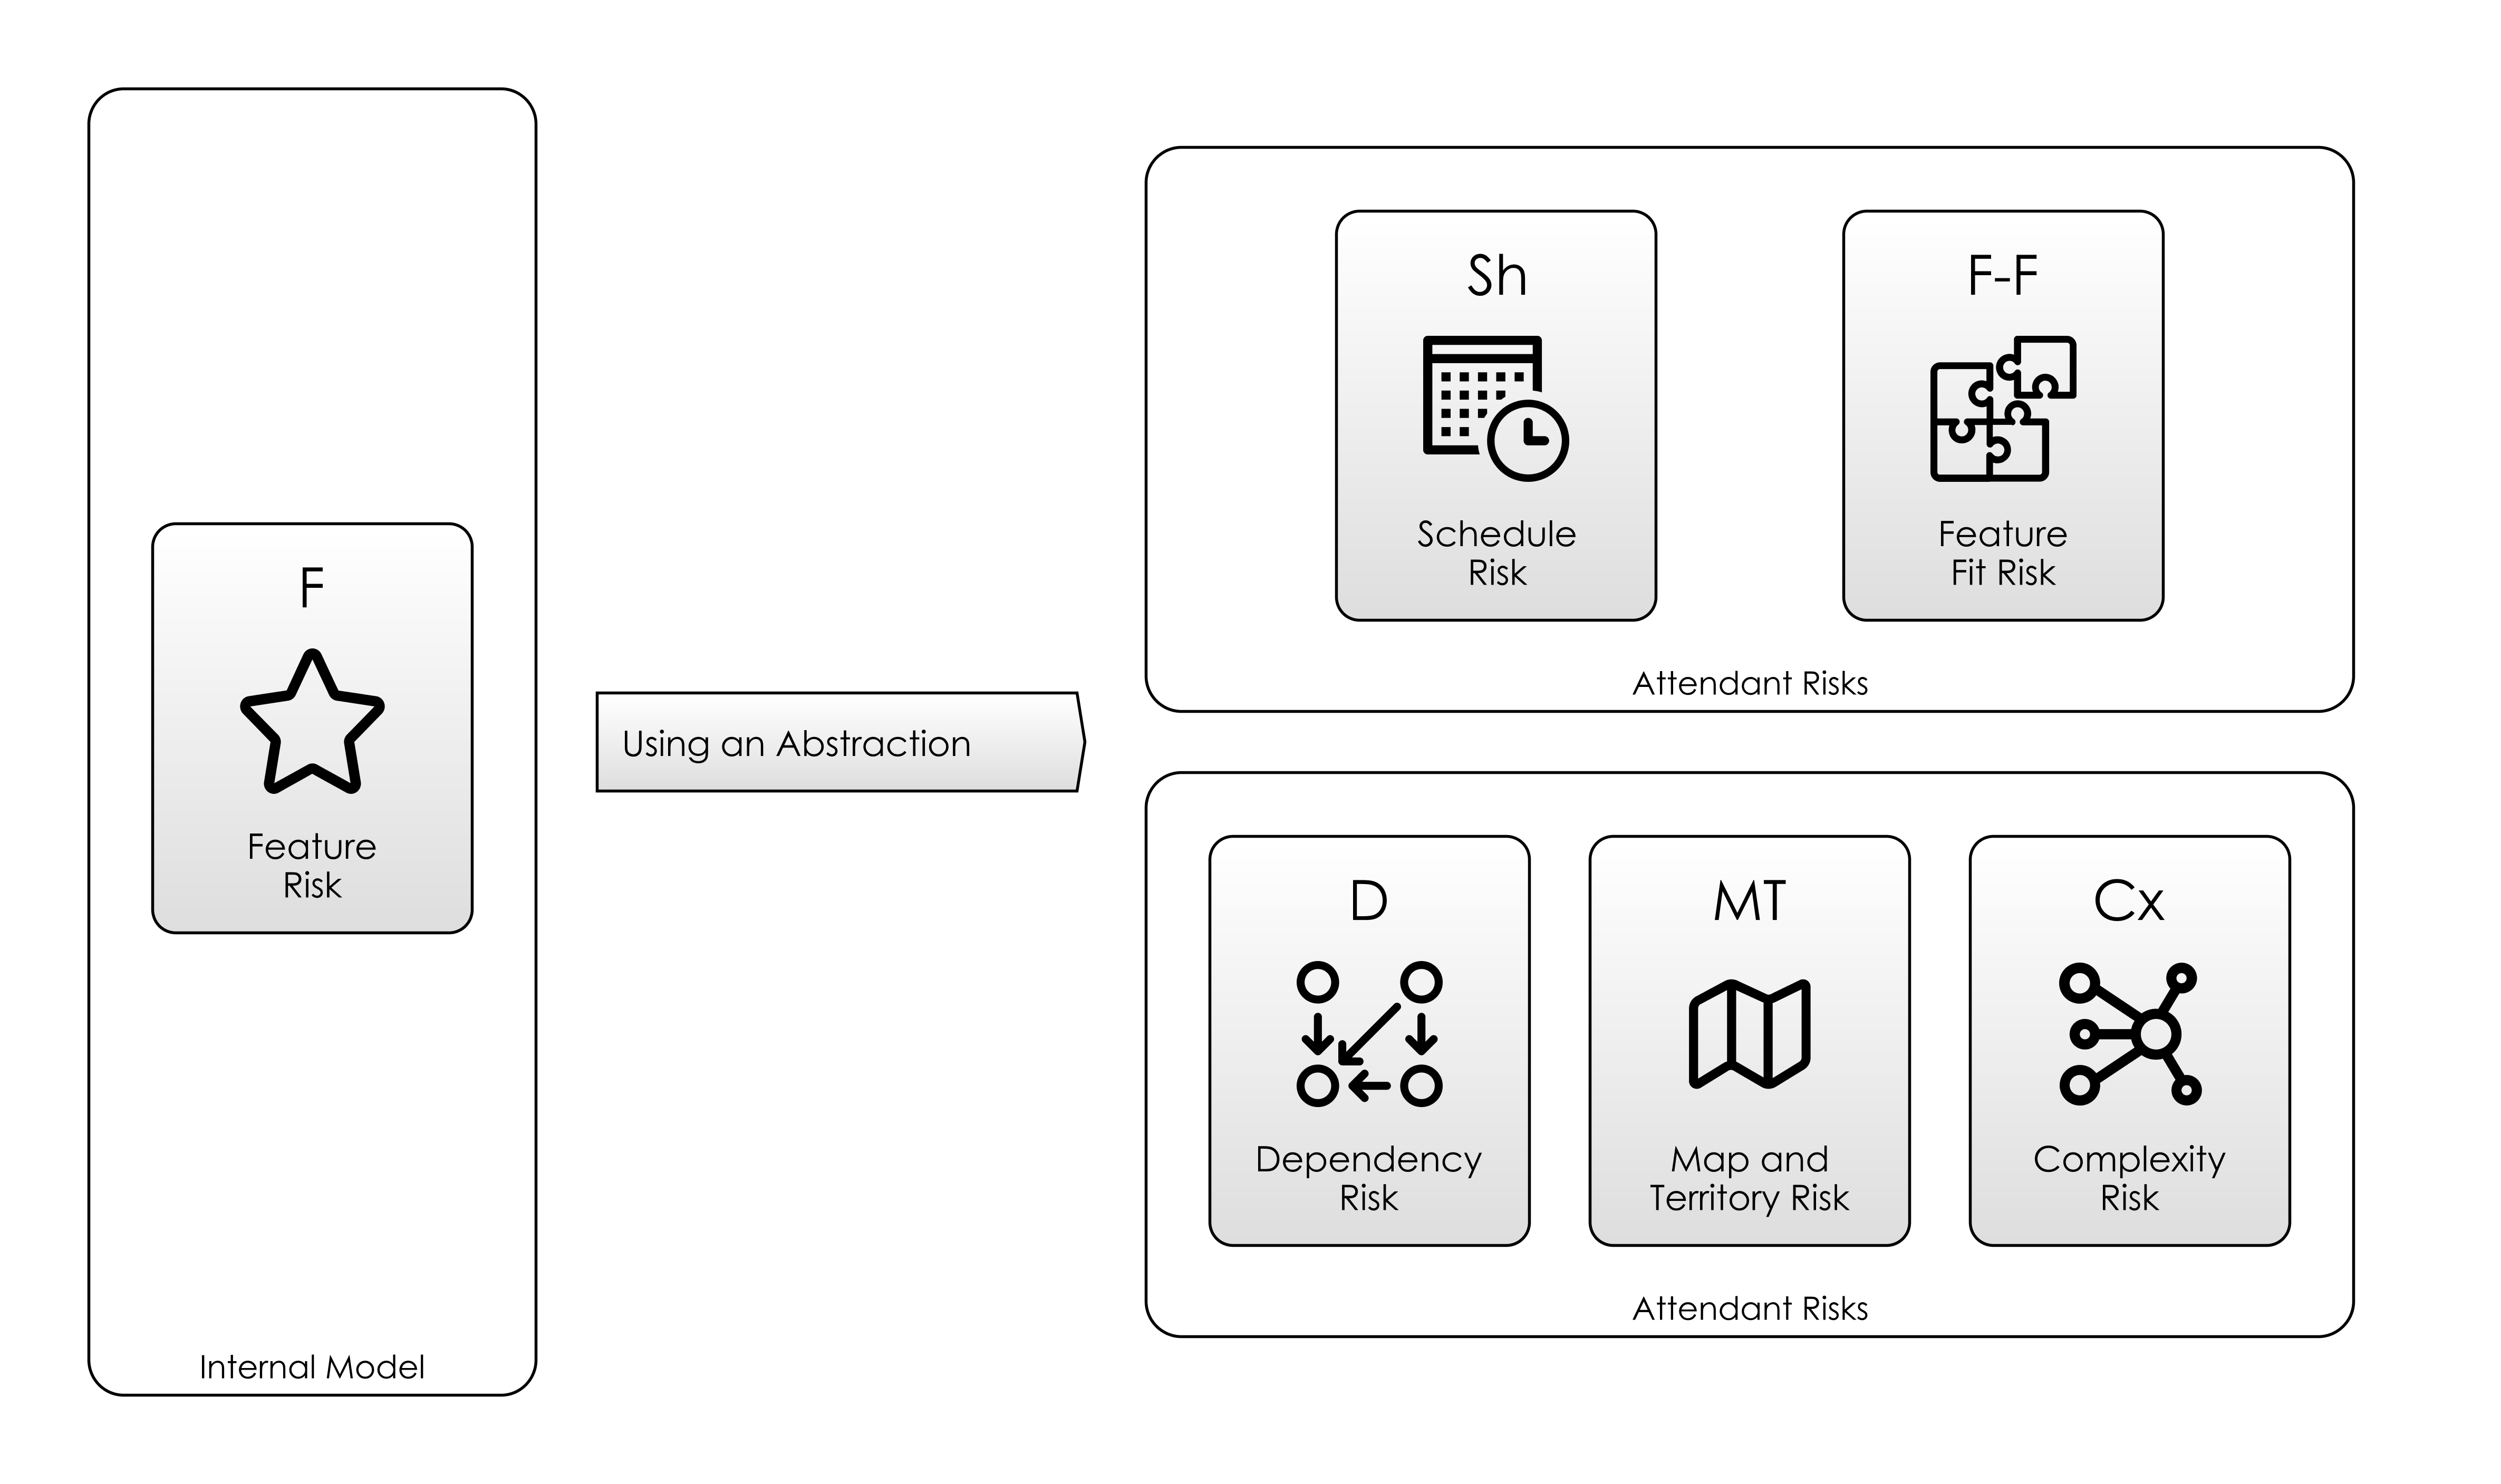 F
Feature
Risk
Internal Model
Using an Abstraction
Sh
Schedule
Risk
F-F
Feature
Fit Risk
Attendant Risks
D
Dependency
Risk
MT
Map and
Territory Risk
Cx
Complexity
Risk
Attendant Risks